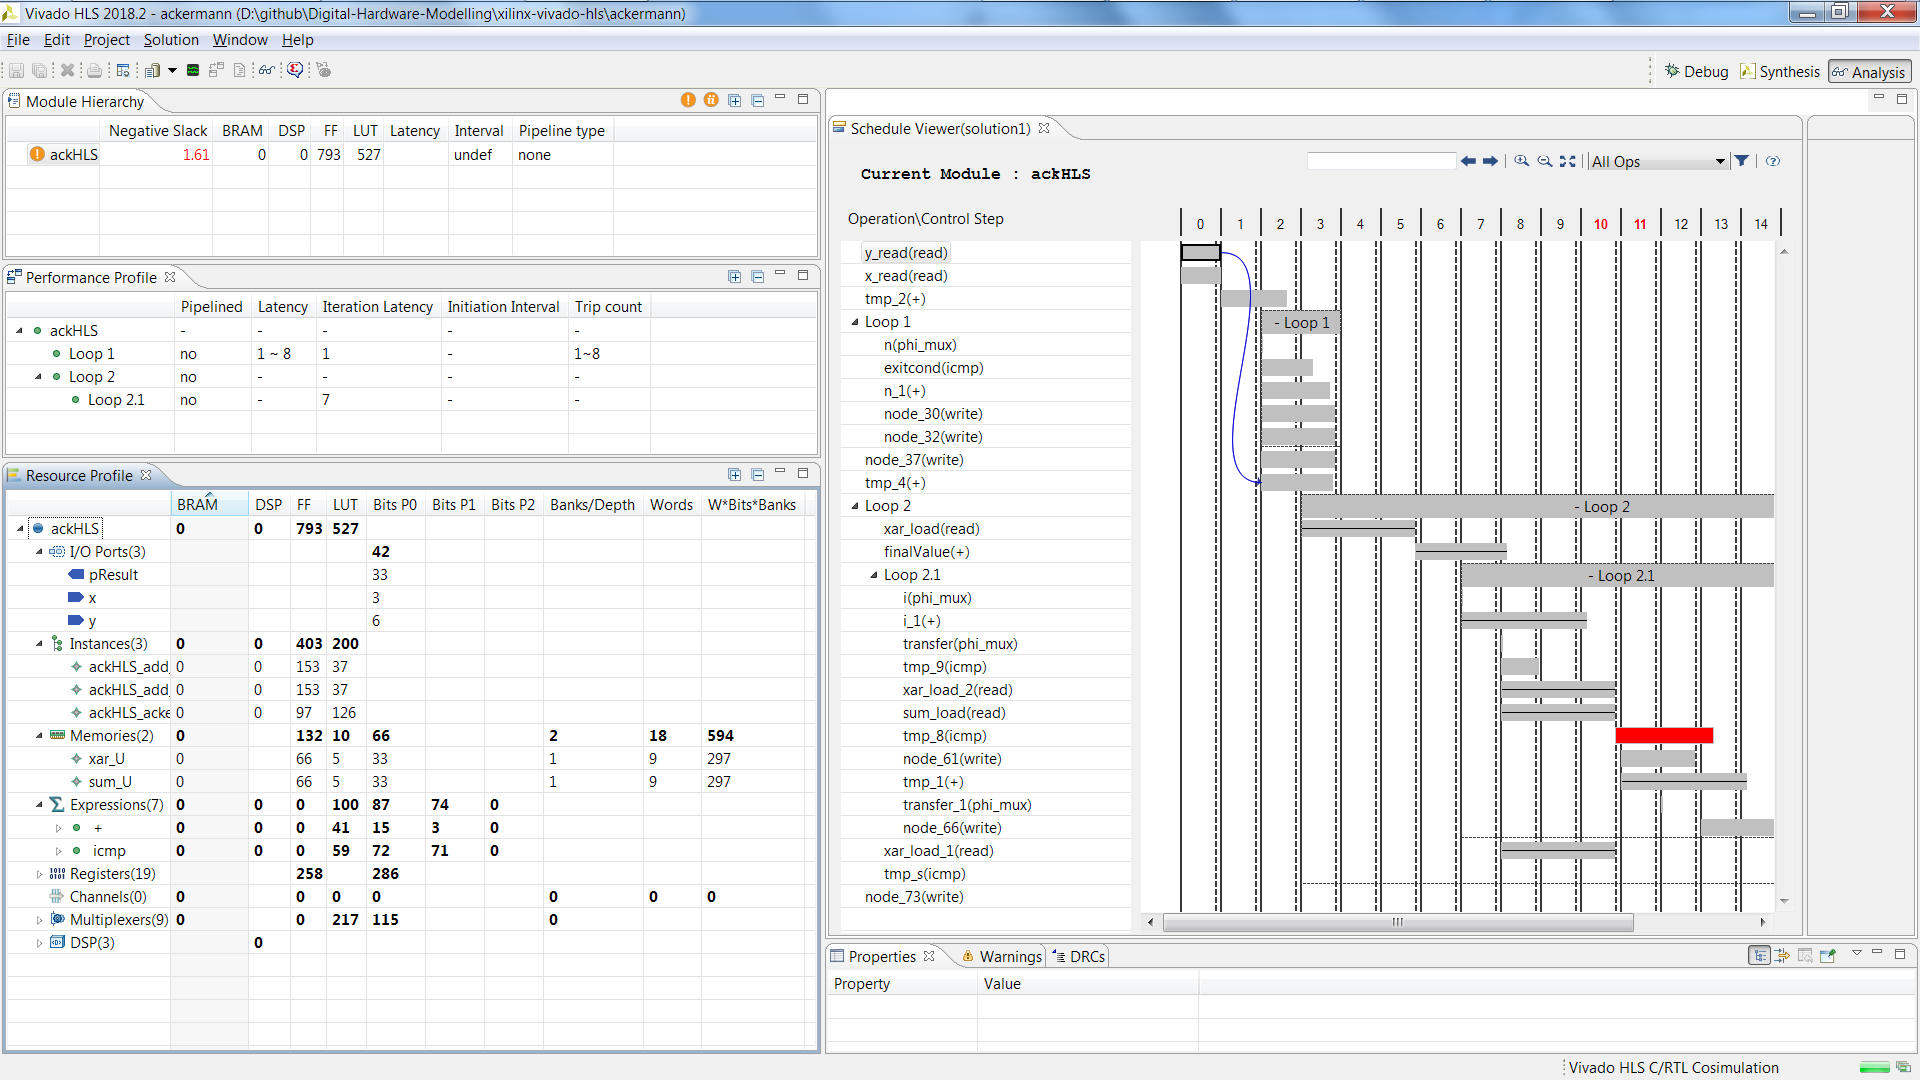 Vivado HLS 2018.2 - ackermann (D:\github\Digital-Hardware-Modelling\xilinx-vivado-hls\ackermann)
File Edit Project Solution Window Help
Debug Synthesis Analysis
Module Hierarchy
Negative Slack BRAM DSP FF LUT Latency Interval Pipeline type
ackHLS 1.61 0 0 793 527 undef none
Performance Profile
Pipelined Latency Iteration Latency Initiation Interval Trip count
ackHLS - - - - -
Loop 1 no 1 ~ 8 1 - 1~8
Loop 2 no - - - -
Loop 2.1 no - 7 - -
Resource Profile
BRAM DSP FF LUT Bits P0 Bits P1 Bits P2 Banks/Depth Words W*Bits*Banks
ackHLS 0 0 793 527
I/O Ports(3) 42
pResult 33
x 3
y 6
Instances(3) 0 0 403 200
ackHLS_add_ 0 0 153 37
ackHLS_add_ 0 0 153 37
ackHLS_acke 0 0 97 126
Memories(2) 0 132 10 66 2 18 594
xar_U 0 66 5 33 1 9 297
sum_U 0 66 5 33 1 9 297
Expressions(7) 0 0 0 100 87 74 0
+ 0 0 0 41 15 3 0
icmp 0 0 0 59 72 71 0
Registers(19) 258 286
Channels(0) 0 0 0 0 0 0 0
Multiplexers(9) 0 0 217 115 0
DSP(3) 0
Schedule Viewer(solution1)
Current Module : ackHLS
All Ops
Operation\Control Step 0 1 2 3 4 5 6 7 8 9 10 11 12 13 14
y_read(read)
x_read(read)
tmp_2(+)
Loop 1 - Loop 1
n(phi_mux)
exitcond(icmp)
n_1(+)
node_30(write)
node_32(write)
node_37(write)
tmp_4(+)
Loop 2 - Loop 2
xar_load(read)
finalValue(+)
Loop 2.1 - Loop 2.1
i(phi_mux)
i_1(+)
transfer(phi_mux)
tmp_9(icmp)
xar_load_2(read)
sum_load(read)
tmp_8(icmp)
node_61(write)
tmp_1(+)
transfer_1(phi_mux)
node_66(write)
xar_load_1(read)
tmp_s(icmp)
node_73(write)
Properties Warnings DRCs
Property Value
Vivado HLS C/RTL Cosimulation